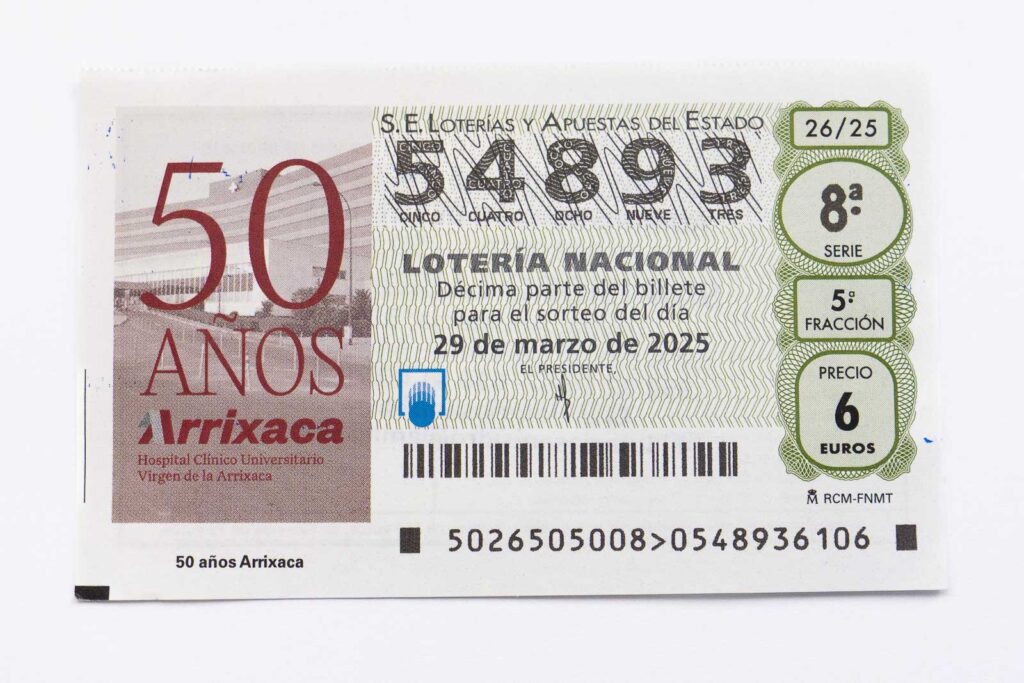 50
AÑOS
Arrixaca
Hospital Clínico Universitario
Virgen de la Arrixaca
50 años Arrixaca
S.E. LOTERÍAS Y APUESTAS DEL ESTADO
54893
CINCO CUATRO OCHO NUEVE TRES
LOTERÍA NACIONAL
Décima parte del billete
para el sorteo del día
29 de marzo de 2025
EL PRESIDENTE,
26/25
8ª
SERIE
5ª
FRACCIÓN
PRECIO
6
EUROS
RCM-FNMT
5026505008>0548936106